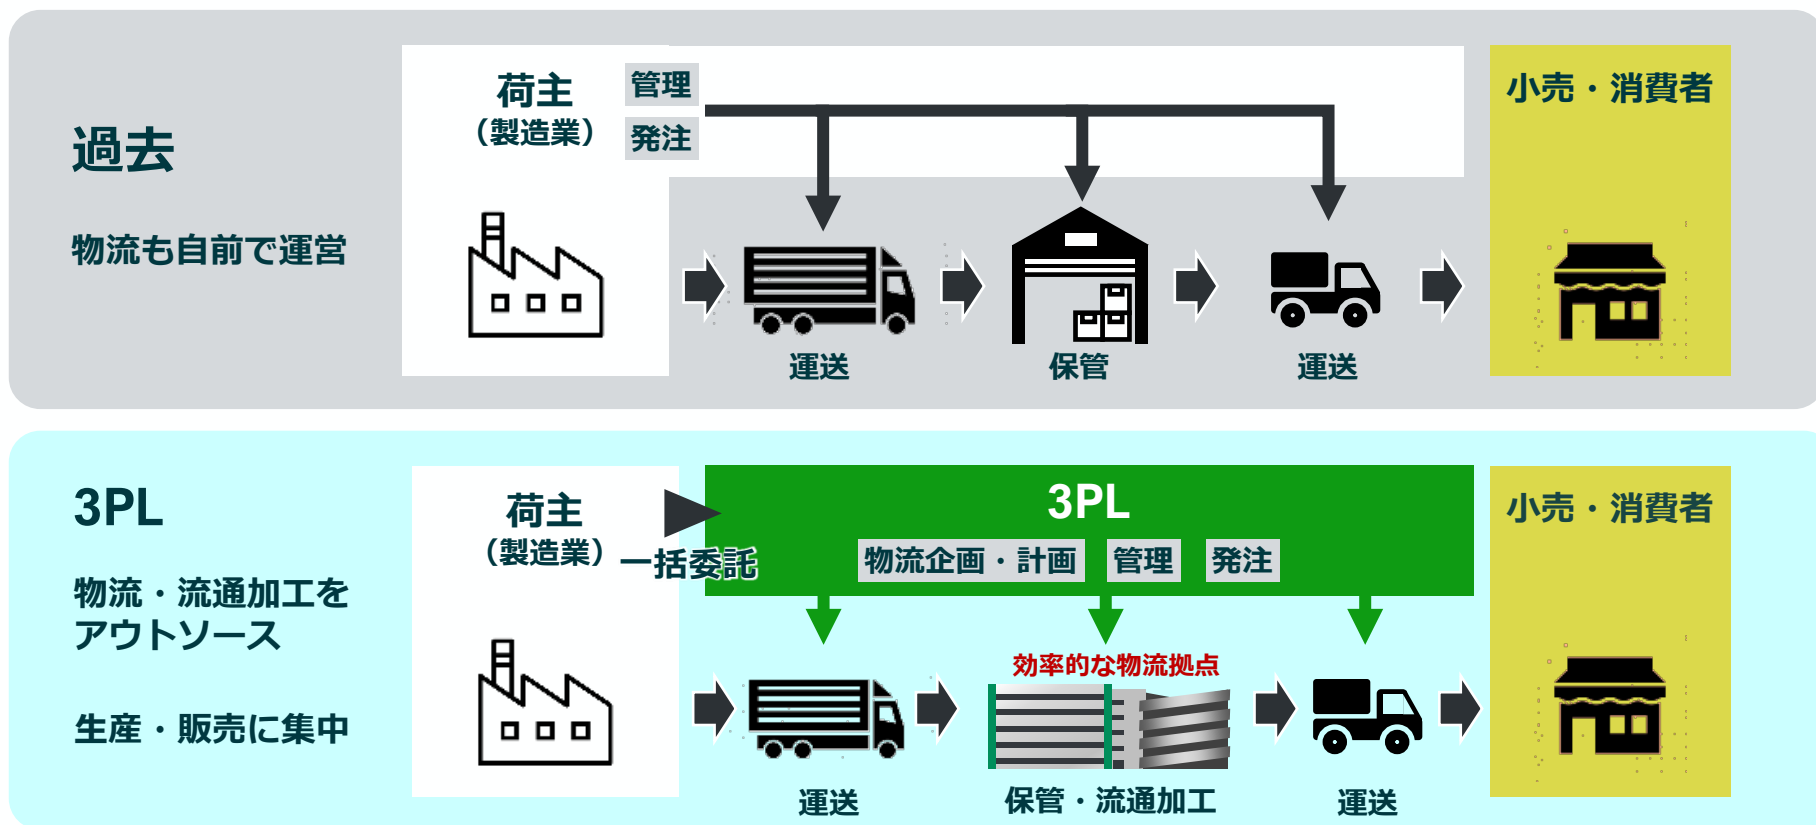 過去
物流も自前で運営
荷主
（製造業）
管理
発注
小売・消費者
運送
保管
運送
3PL
物流・流通加工を
アウトソース
生産・販売に集中
荷主
（製造業）
一括委託
3PL
物流企画・計画
管理
発注
小売・消費者
効率的な物流拠点
運送
保管・流通加工
運送